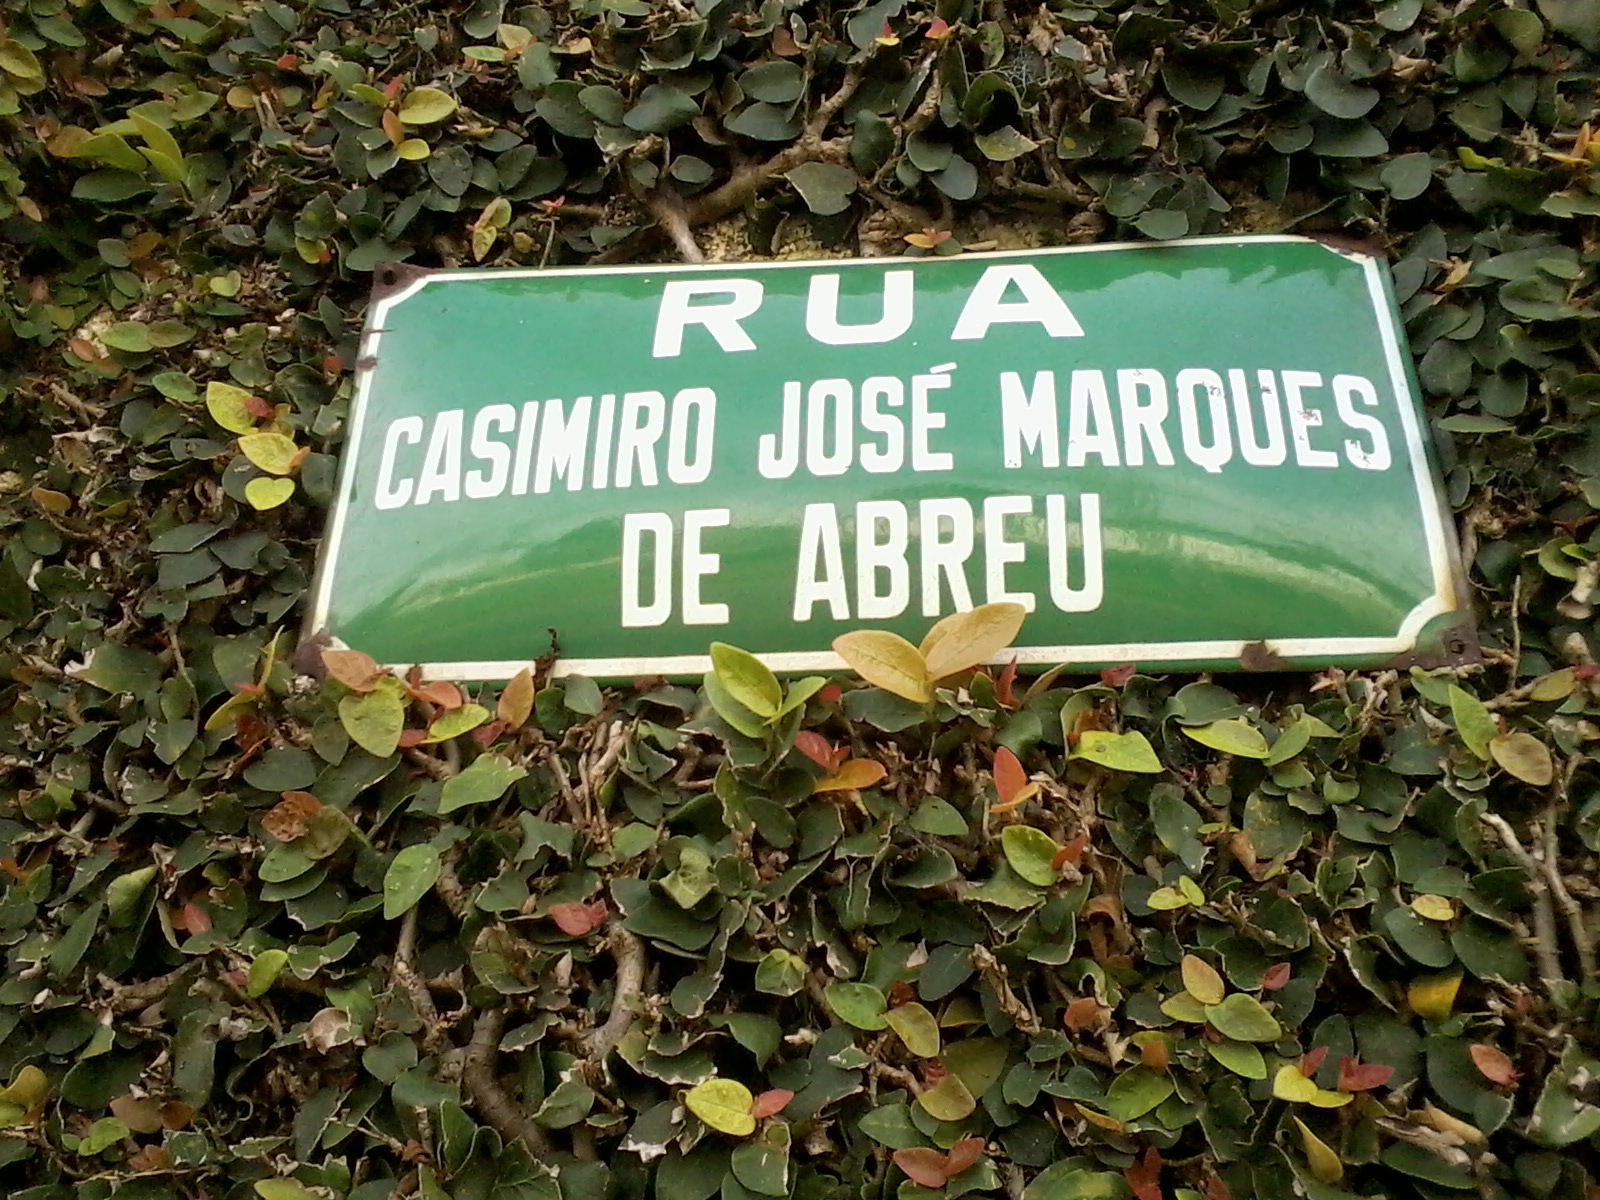 RUA
CASIMIRO JOSÉ MARQUES
DE ABREU